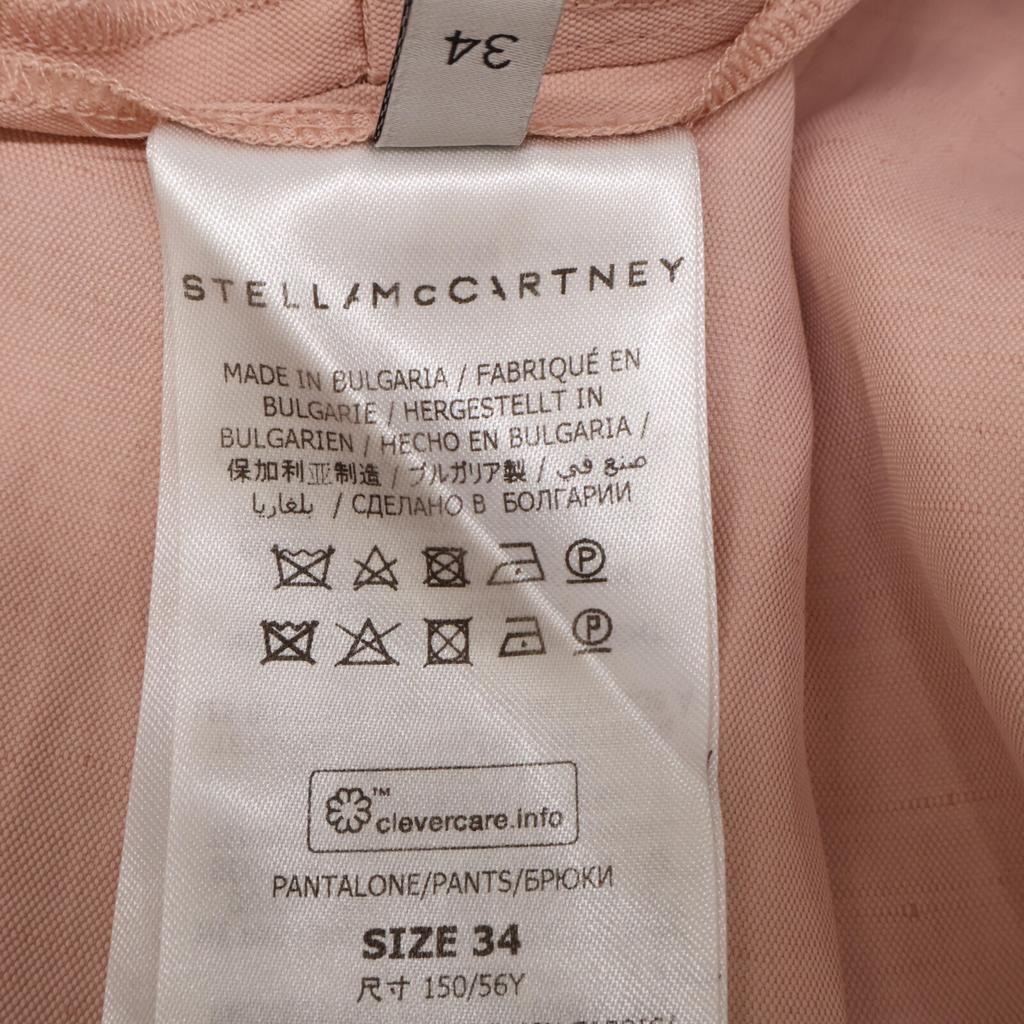 34
STELLA McCARTNEY
MADE IN BULGARIA / FABRIQUÉ EN
BULGARIE / HERGESTELLT IN
BULGARIEN / HECHO EN BULGARIA /
保加利亚制造 / ブルガリア製 / صنع في
بلغاريا / СДЕЛАНО В БОЛГАРИИ
P
P
™
clevercare.info
PANTALONE/PANTS/БРЮКИ
SIZE 34
尺寸 150/56Y